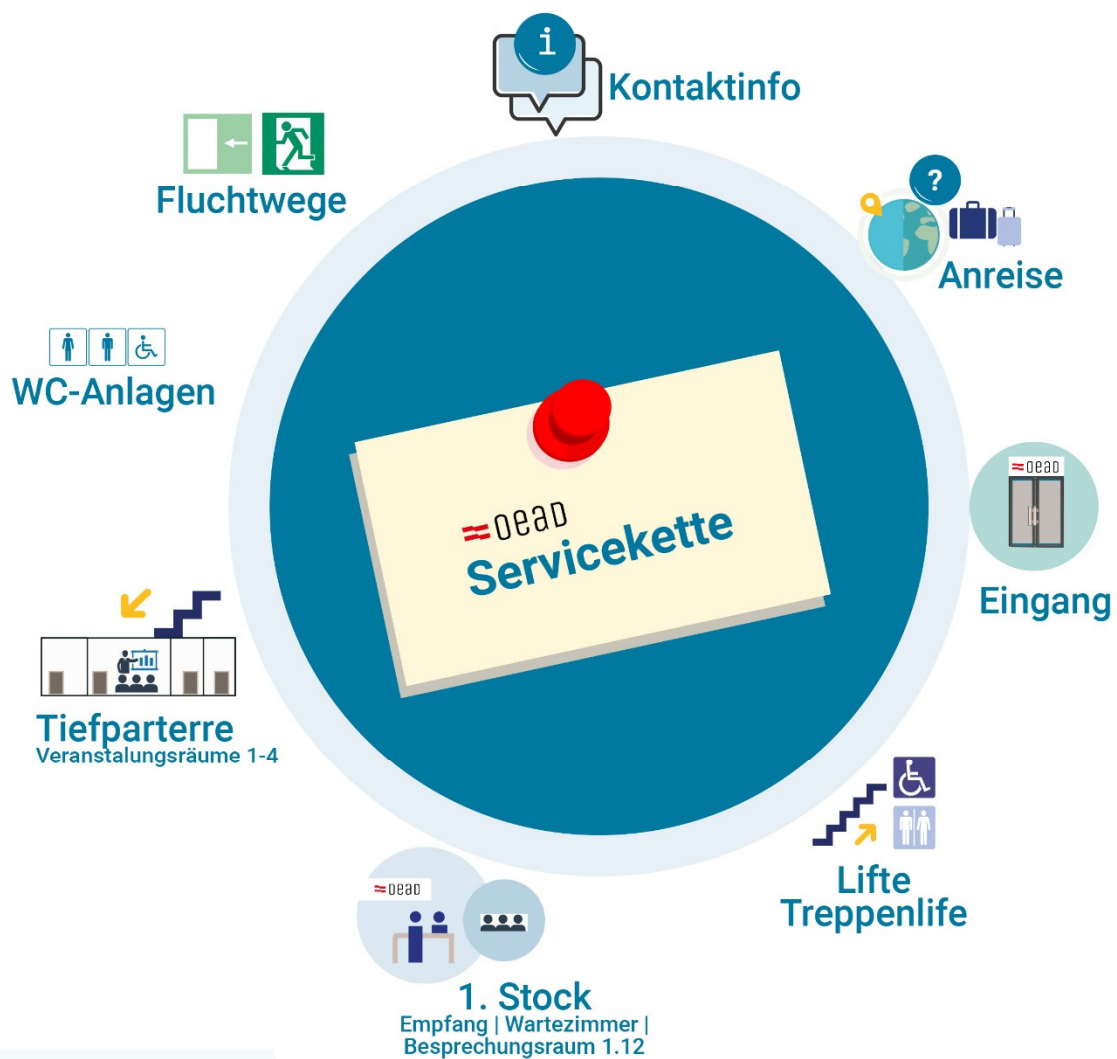 i
Kontaktinfo
Fluchtwege
?
Anreise
WC-Anlagen
oead
Servicekette
oead
Eingang
Tiefparterre
Veranstalungsräume 1-4
Lifte
Treppenlife
oead
1. Stock
Empfang | Wartezimmer |
Besprechungsraum 1.12